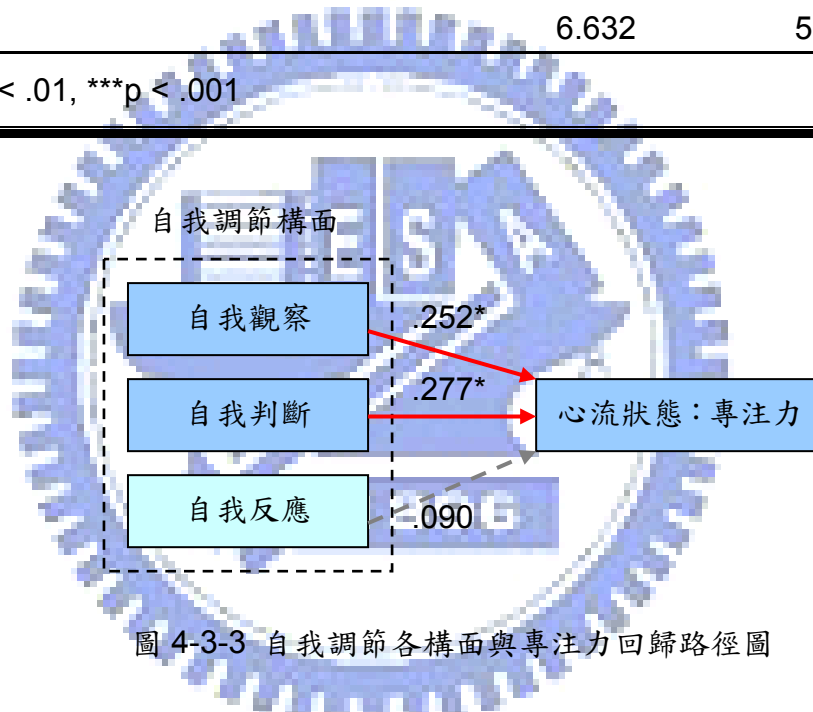 6.632 5
< .01, ***p < .001
自我調節構面
自我觀察
.252*
自我判斷
.277*
心流狀態：專注力
自我反應
.090
圖 4-3-3 自我調節各構面與專注力回歸路徑圖
E S A